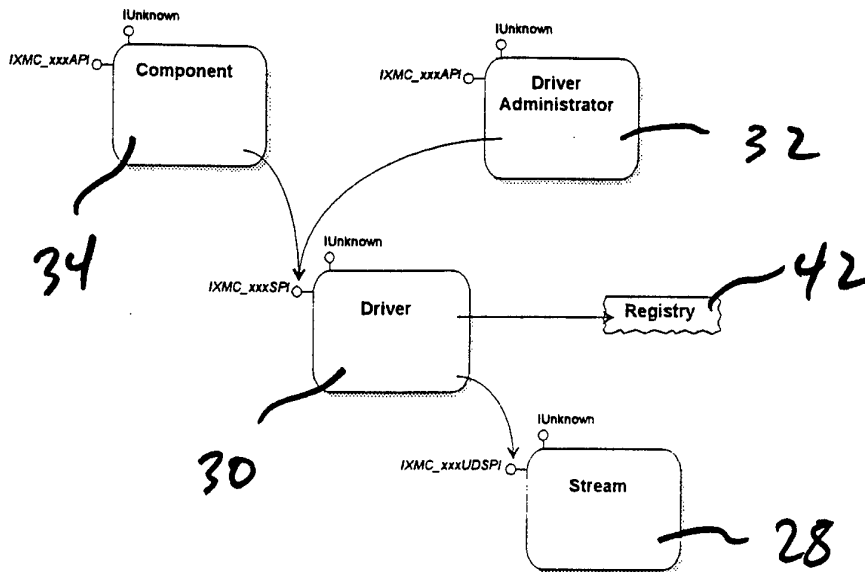 IUnknown
IXMC_xxxAPI
Component
IUnknown
IXMC_xxxAPI
Driver
Administrator
32
34
IUnknown
IXMC_xxxSPI
Driver
Registry
42
30
IUnknown
IXMC_xxxUDSPI
Stream
28